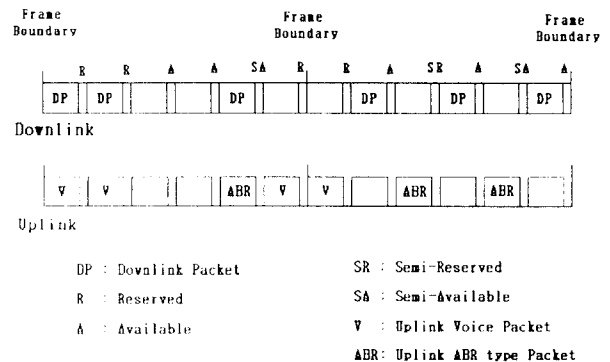 Frame Boundary
Frame Boundary
Frame Boundary
R R A A SA R R A SR A SA A
DP DP DP DP DP DP
Downlink
V V ABR V V ABR ABR
Uplink
DP : Downlink Packet
R : Reserved
A : Available
SR : Semi-Reserved
SA : Semi-Available
V : Uplink Voice Packet
ABR: Uplink ABR type Packet